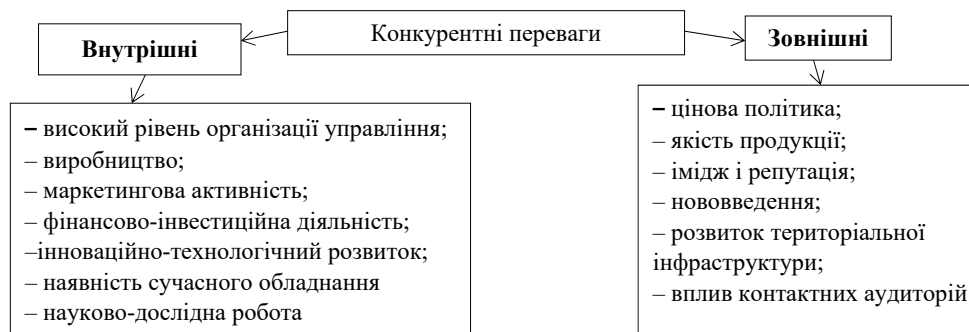 Конкурентні переваги
Внутрішні
Зовнішні
– високий рівень організації управління;
– виробництво;
– маркетингова активність;
– фінансово-інвестиційна діяльність;
–інноваційно-технологічний розвиток;
– наявність сучасного обладнання
– науково-дослідна робота
– цінова політика;
– якість продукції;
– імідж і репутація;
– нововведення;
– розвиток територіальної
інфраструктури;
– вплив контактних аудиторій